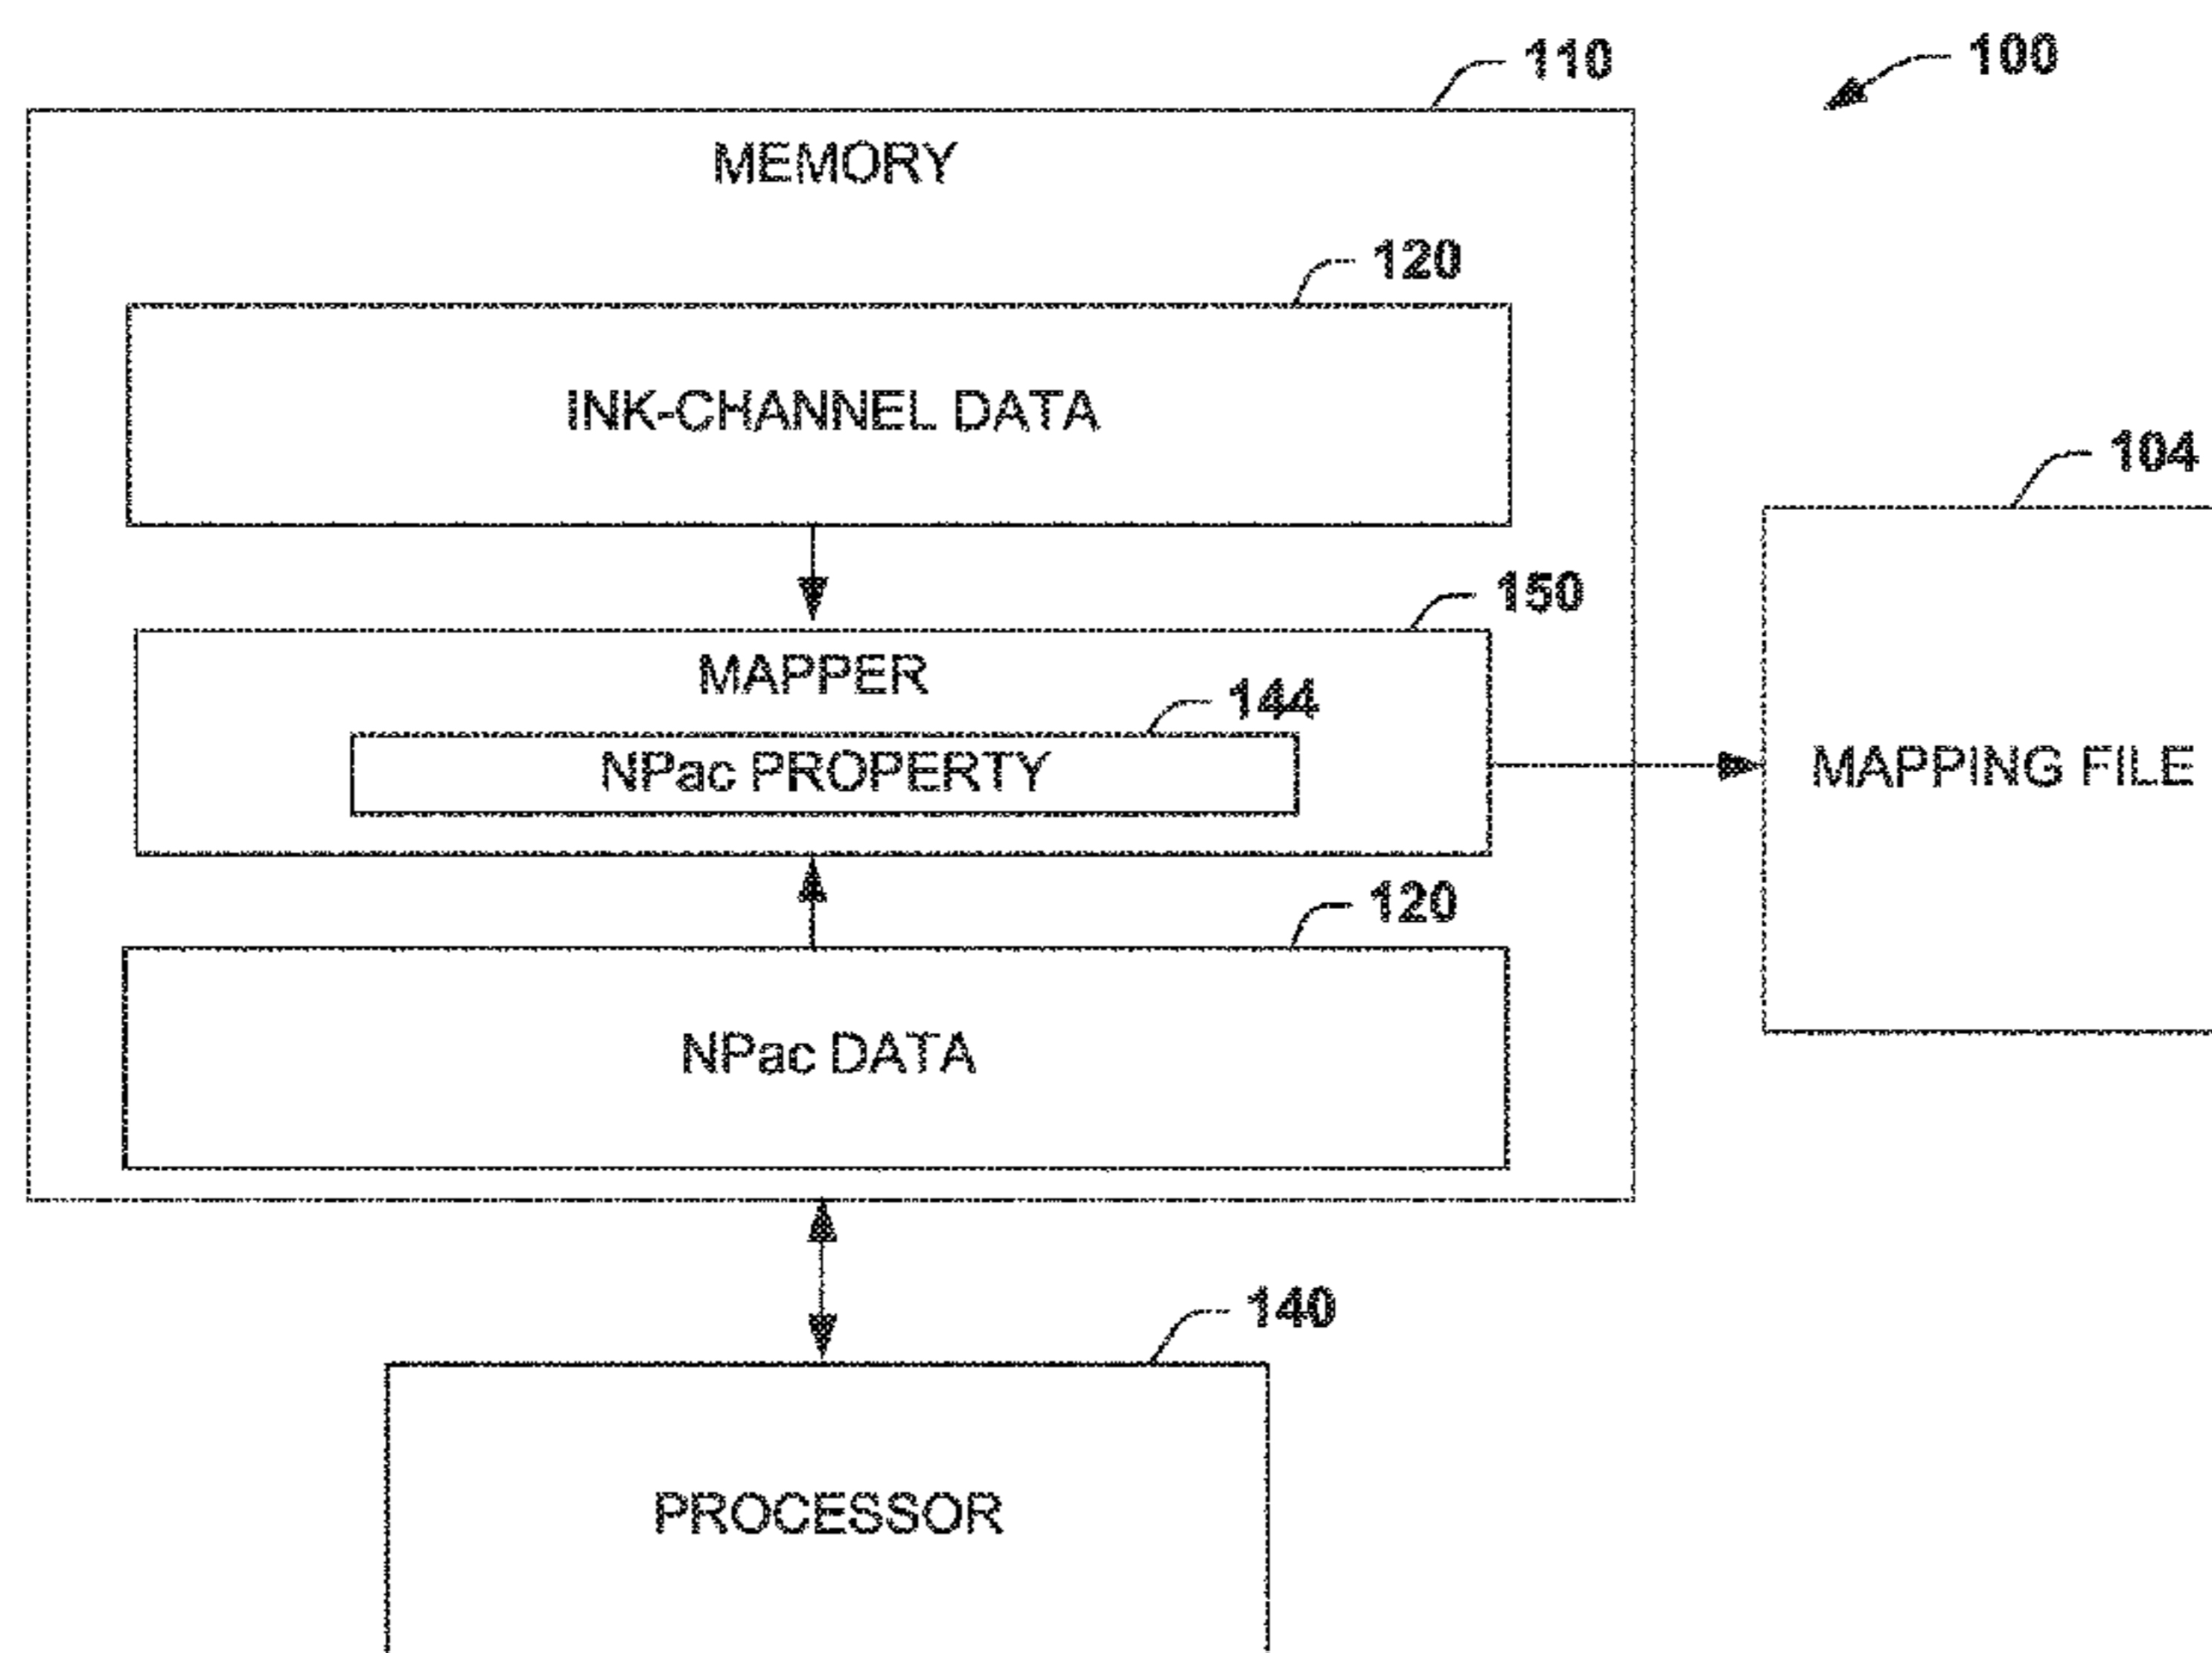 110
100
MEMORY
120
INK-CHANNEL DATA
104
150
MAPPER
144
NPac PROPERTY
MAPPING FILE
120
NPac DATA
140
PROCESSOR